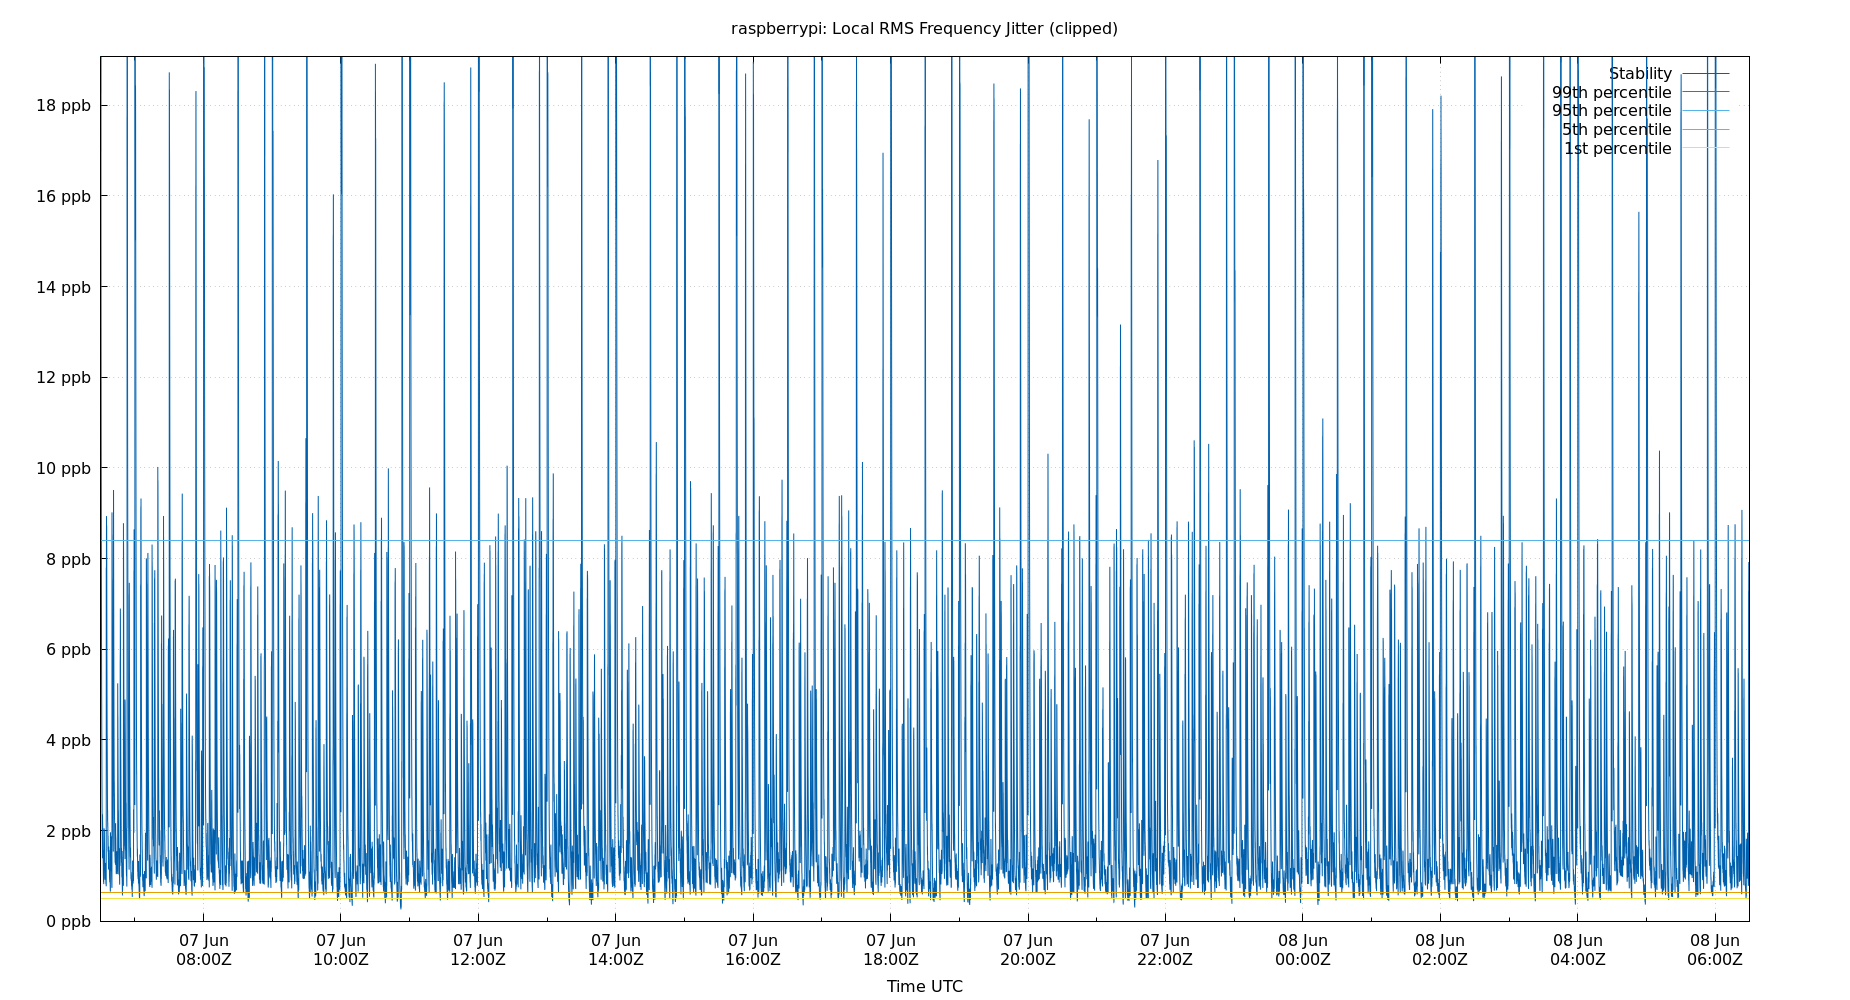 raspberrypi: Local RMS Frequency Jitter (clipped)
Stability
99th percentile
95th percentile
5th percentile
1st percentile
18 ppb
16 ppb
14 ppb
12 ppb
10 ppb
8 ppb
6 ppb
4 ppb
2 ppb
0 ppb
07 Jun 07 Jun 07 Jun 07 Jun 07 Jun 07 Jun 07 Jun 07 Jun 08 Jun 08 Jun 08 Jun 08 Jun
08:00Z 10:00Z 12:00Z 14:00Z 16:00Z 18:00Z 20:00Z 22:00Z 00:00Z 02:00Z 04:00Z 06:00Z
Time UTC